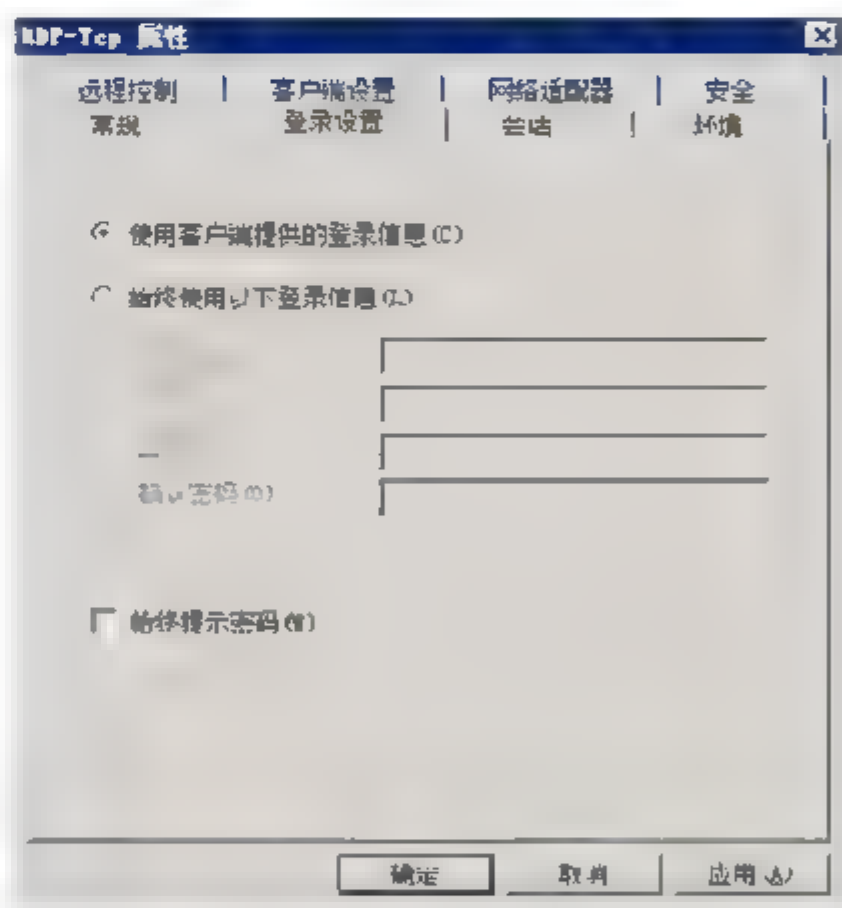 RDP-Tcp 属性
远程控制 | 客户端设置 | 网络适配器 | 安全
常规 登录设置 | 会话 | 环境
使用客户端提供的登录信息(C)
始终使用以下登录信息(L)
确认密码
始终提示密码
确定 取消 应用(A)